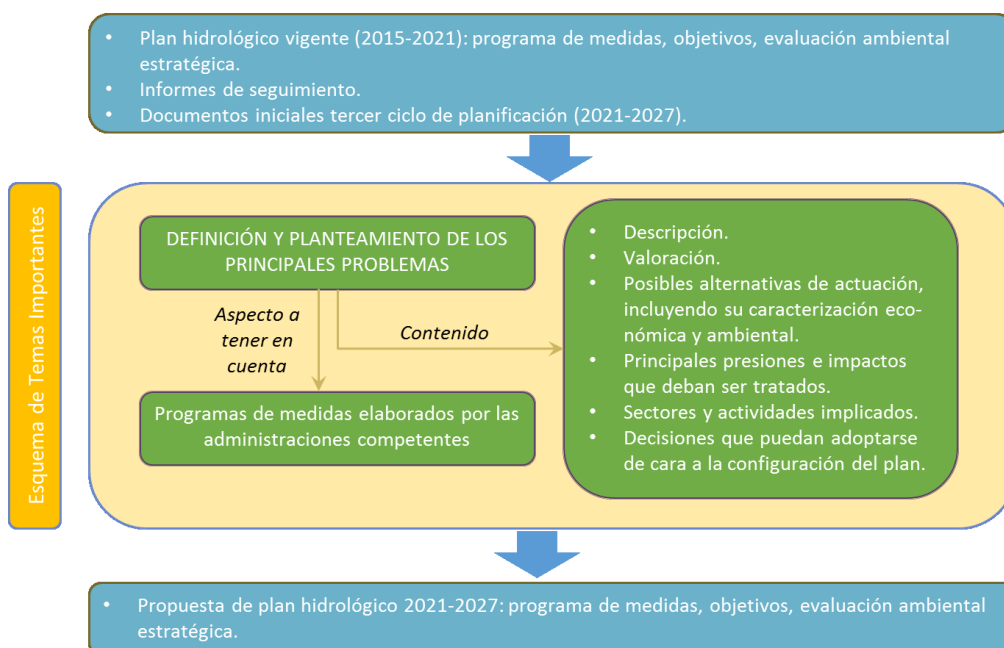 • Plan hidrológico vigente (2015-2021): programa de medidas, objetivos, evaluación ambiental
estratégica.
• Informes de seguimiento.
• Documentos iniciales tercer ciclo de planificación (2021-2027).
Esquema de Temas Importantes
DEFINICIÓN Y PLANTEAMIENTO DE LOS
PRINCIPALES PROBLEMAS
Aspecto a
tener en
cuenta
Contenido
Programas de medidas elaborados por las
administraciones competentes
• Descripción.
• Valoración.
• Posibles alternativas de actuación,
incluyendo su caracterización eco-
nómica y ambiental.
• Principales presiones e impactos
que deban ser tratados.
• Sectores y actividades implicados.
• Decisiones que puedan adoptarse
de cara a la configuración del plan.
• Propuesta de plan hidrológico 2021-2027: programa de medidas, objetivos, evaluación ambiental
estratégica.